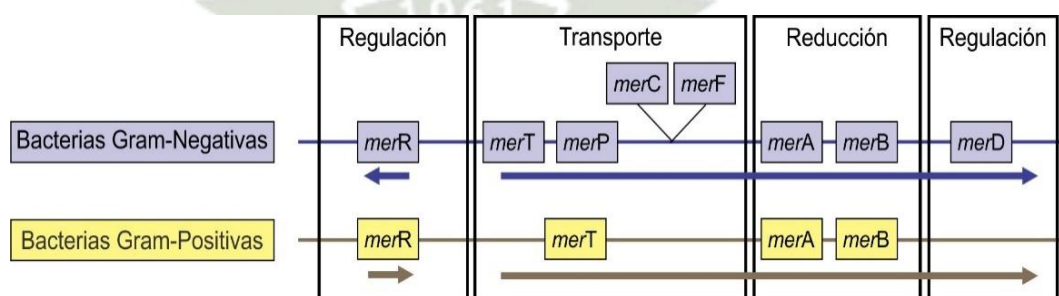 1961
Regulación
Transporte
Reducción
Regulación
merC merF
Bacterias Gram-Negativas merR merT merP merA merB merD
Bacterias Gram-Positivas merR merT merA merB